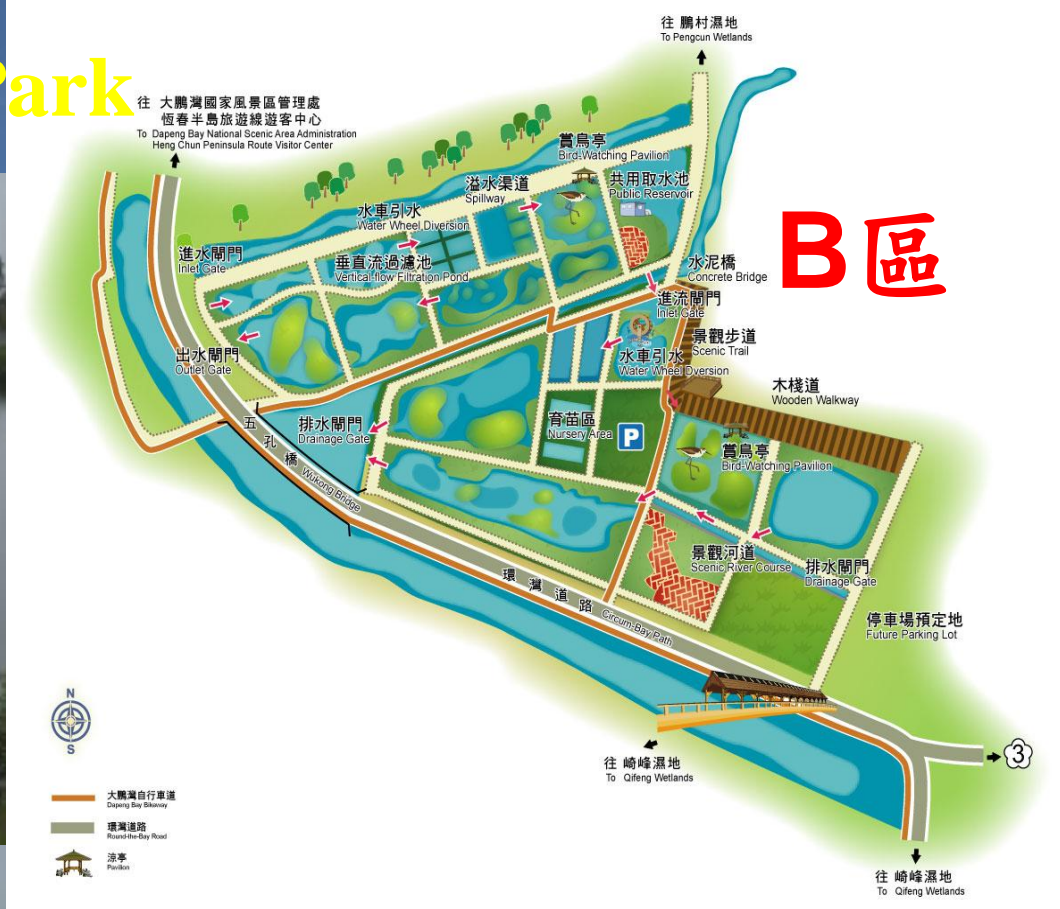 往 鵬村濕地
To Pengcun Wetlands
Park
往 大鵬灣國家風景區管理處
恆春半島旅遊線遊客中心
To Dapeng Bay National Scenic Area Administration
Heng Chun Peninsula Route Visitor Center
賞鳥亭
Bird-Watching Pavilion
溢水渠道
Spillway
共用取水池
Public Reservoir
水車引水
Water Wheel Diversion
B區
進水閘門
Inlet Gate
垂直流過濾池
Vertical-flow Filtration Pond
水泥橋
Concrete Bridge
進流閘門
Inlet Gate
景觀步道
Scenic Trail
出水閘門
Outlet Gate
水車引水
Water Wheel Dversion
木棧道
Wooden Walkway
育苗區
Nursery Area
P
排水閘門
Drainage Gate
五孔橋
Wukong Bridge
賞鳥亭
Bird-Watching Pavilion
景觀河道
Scenic River Course
排水閘門
Drainage Gate
環灣道路
Circum-Bay Path
停車場預定地
Future Parking Lot
N
S
往 崎峰濕地
To Qifeng Wetlands
3
大鵬灣自行車道
Dapeng Bay Bikeway
環灣道路
Round-the-Bay Road
涼亭
Pavilion
往 崎峰濕地
To Qifeng Wetlands